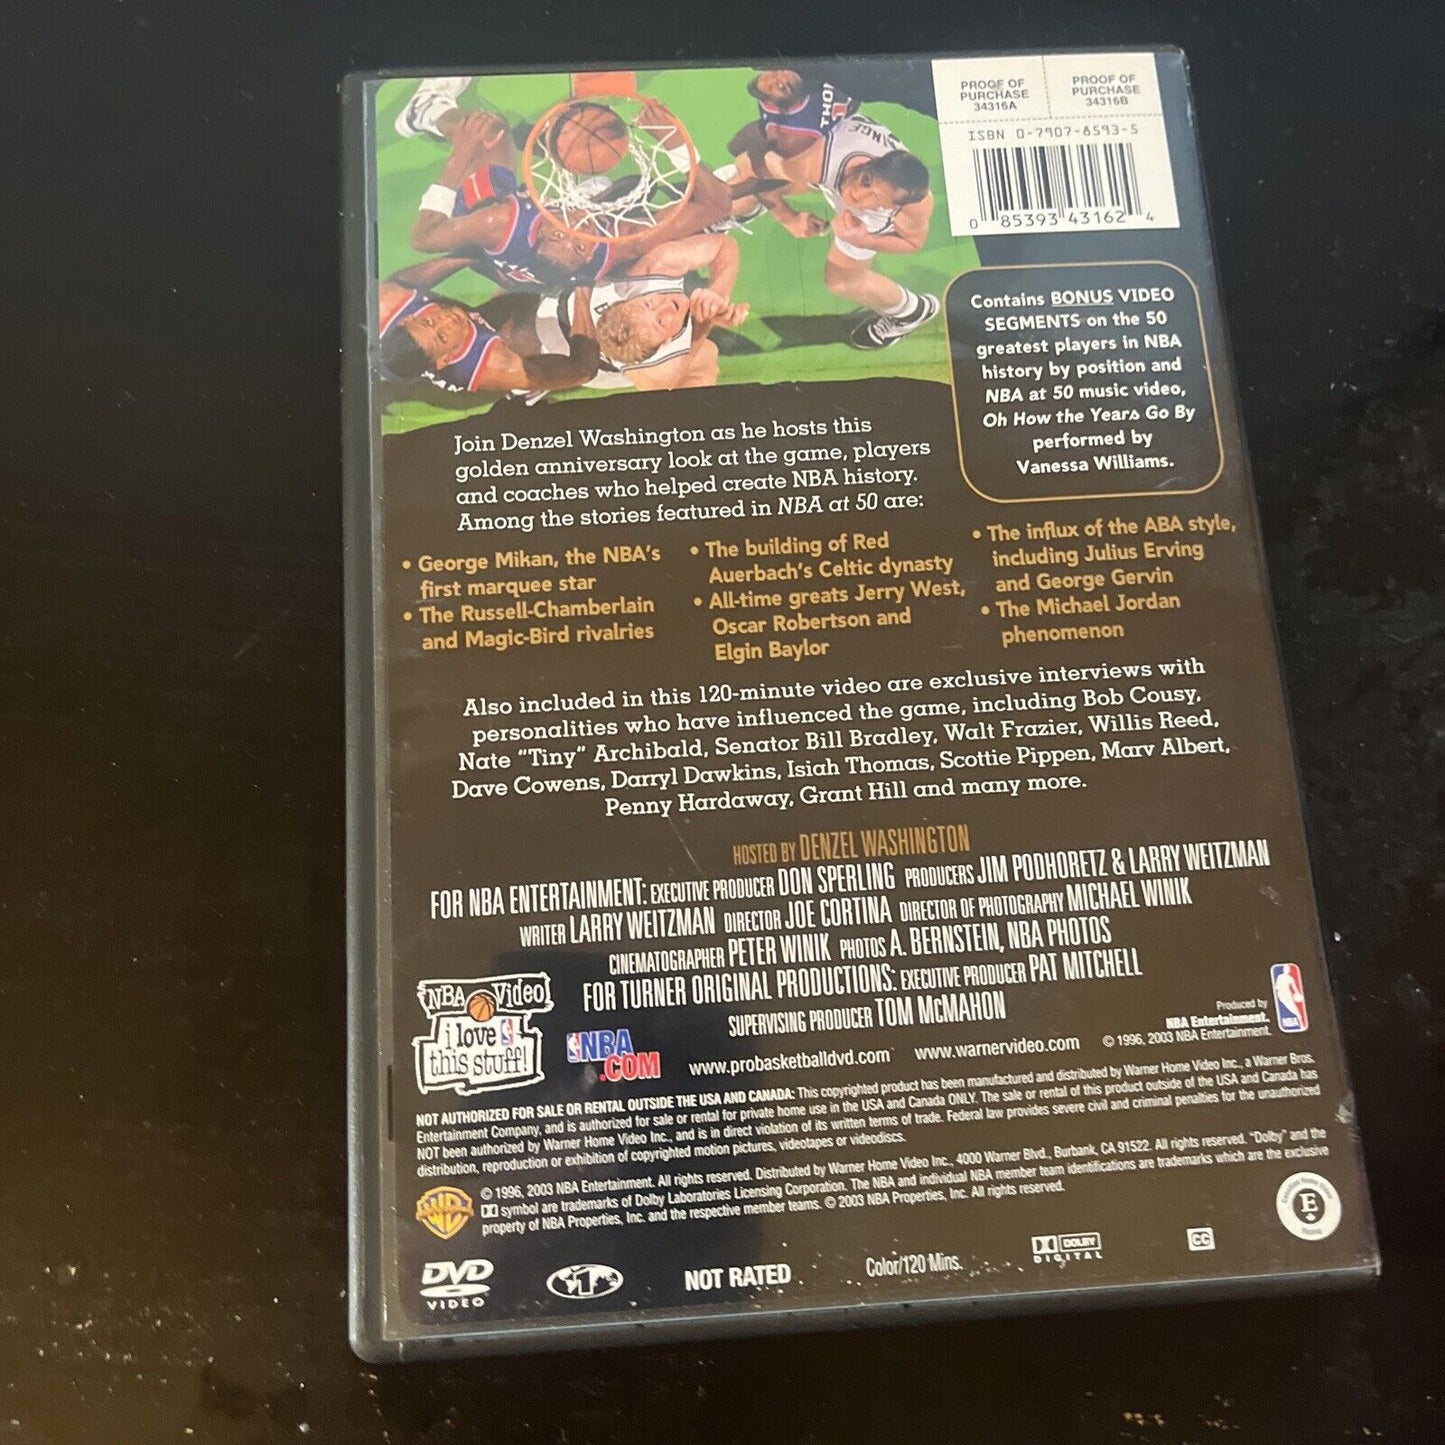 PROOF OF
PURCHASE
34316A
PROOF OF
PURCHASE
34316B
ISBN 0-7907-8593-5
0 85393 43162 4
Contains BONUS VIDEO
SEGMENTS on the 50
greatest players in NBA
history by position and
NBA at 50 music video,
Oh How the Years Go By
performed by
Vanessa Williams.
Join Denzel Washington as he hosts this
golden anniversary look at the game, players
and coaches who helped create NBA history.
Among the stories featured in NBA at 50 are:
• George Mikan, the NBA's
first marquee star
• The Russell-Chamberlain
and Magic-Bird rivalries
• The building of Red
Auerbach's Celtic dynasty
• All-time greats Jerry West,
Oscar Robertson and
Elgin Baylor
• The influx of the ABA style,
including Julius Erving
and George Gervin
• The Michael Jordan
phenomenon
Also included in this 120-minute video are exclusive interviews with
personalities who have influenced the game, including Bob Cousy,
Nate "Tiny" Archibald, Senator Bill Bradley, Walt Frazier, Willis Reed,
Dave Cowens, Darryl Dawkins, Isiah Thomas, Scottie Pippen, Marv Albert,
Penny Hardaway, Grant Hill and many more.
HOSTED BY DENZEL WASHINGTON
FOR NBA ENTERTAINMENT: EXECUTIVE PRODUCER DON SPERLING PRODUCERS JIM PODHORETZ & LARRY WEITZMAN
WRITER LARRY WEITZMAN DIRECTOR JOE CORTINA DIRECTOR OF PHOTOGRAPHY MICHAEL WINIK
CINEMATOGRAPHER PETER WINIK PHOTOS A. BERNSTEIN, NBA PHOTOS
FOR TURNER ORIGINAL PRODUCTIONS: EXECUTIVE PRODUCER PAT MITCHELL
SUPERVISING PRODUCER TOM McMAHON
NBA Video
i love
this stuff!
NBA
.COM
www.probasketballdvd.com www.warnervideo.com
Produced by
NBA Entertainment.
© 1996, 2003 NBA Entertainment.
NBA
NOT AUTHORIZED FOR SALE OR RENTAL OUTSIDE THE USA AND CANADA: This copyrighted product has been manufactured and distributed by Warner Home Video Inc., a Warner Bros.
Entertainment Company, and is authorized for sale or rental for private home use in the USA and Canada ONLY. The sale or rental of this product outside of the USA and Canada has
NOT been authorized by Warner Home Video Inc., and is in direct violation of its written terms of trade. Federal law provides severe civil and criminal penalties for the unauthorized
distribution, reproduction or exhibition of copyrighted motion pictures, videotapes or videodiscs.
© 1996, 2003 NBA Entertainment. All rights reserved. Distributed by Warner Home Video Inc., 4000 Warner Blvd., Burbank, CA 91522. All rights reserved. "Dolby" and the
symbol are trademarks of Dolby Laboratories Licensing Corporation. The NBA and individual NBA member team identifications are trademarks which are the exclusive
property of NBA Properties, Inc. and the respective member teams. © 2003 NBA Properties, Inc. All rights reserved.
WB
DVD
VIDEO
1
NOT RATED
Color/120 Mins.
DOLBY
DIGITAL
CC
E